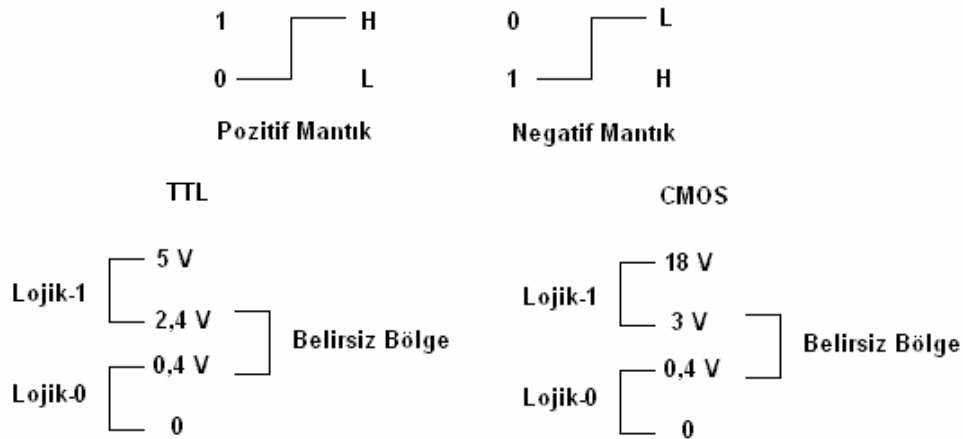 1 H 0 L
0 L 1 H
Pozitif Mantık Negatif Mantık
TTL CMOS
5 V 18 V
Lojik-1 Lojik-1
2,4 V 3 V
Belirsiz Bölge Belirsiz Bölge
0,4 V 0,4 V
Lojik-0 Lojik-0
0 0